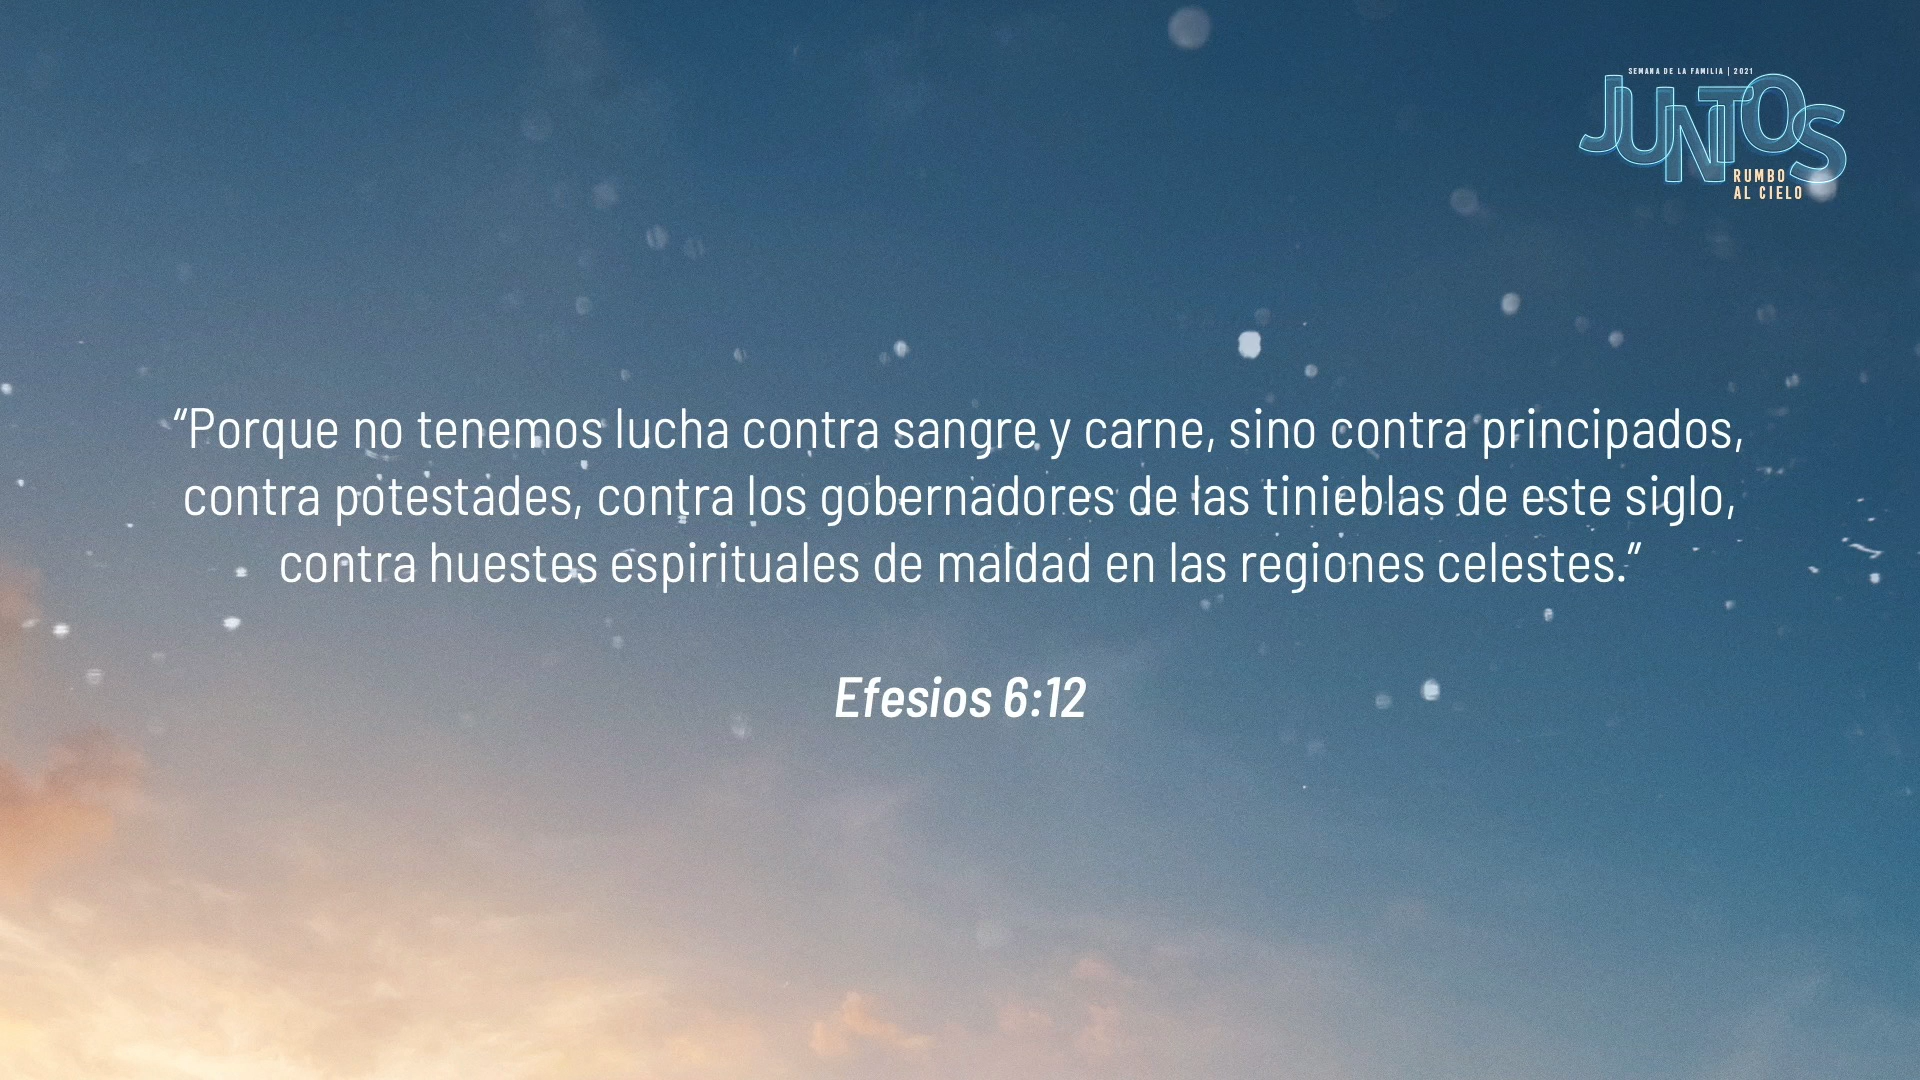 SEMANA DE LA FAMILIA | 2021
JUNTOS
RUMBO
AL CIELO
“Porque no tenemos lucha contra sangre y carne, sino contra principados,
contra potestades, contra los gobernadores de las tinieblas de este siglo,
contra huestes espirituales de maldad en las regiones celestes.”
Efesios 6:12